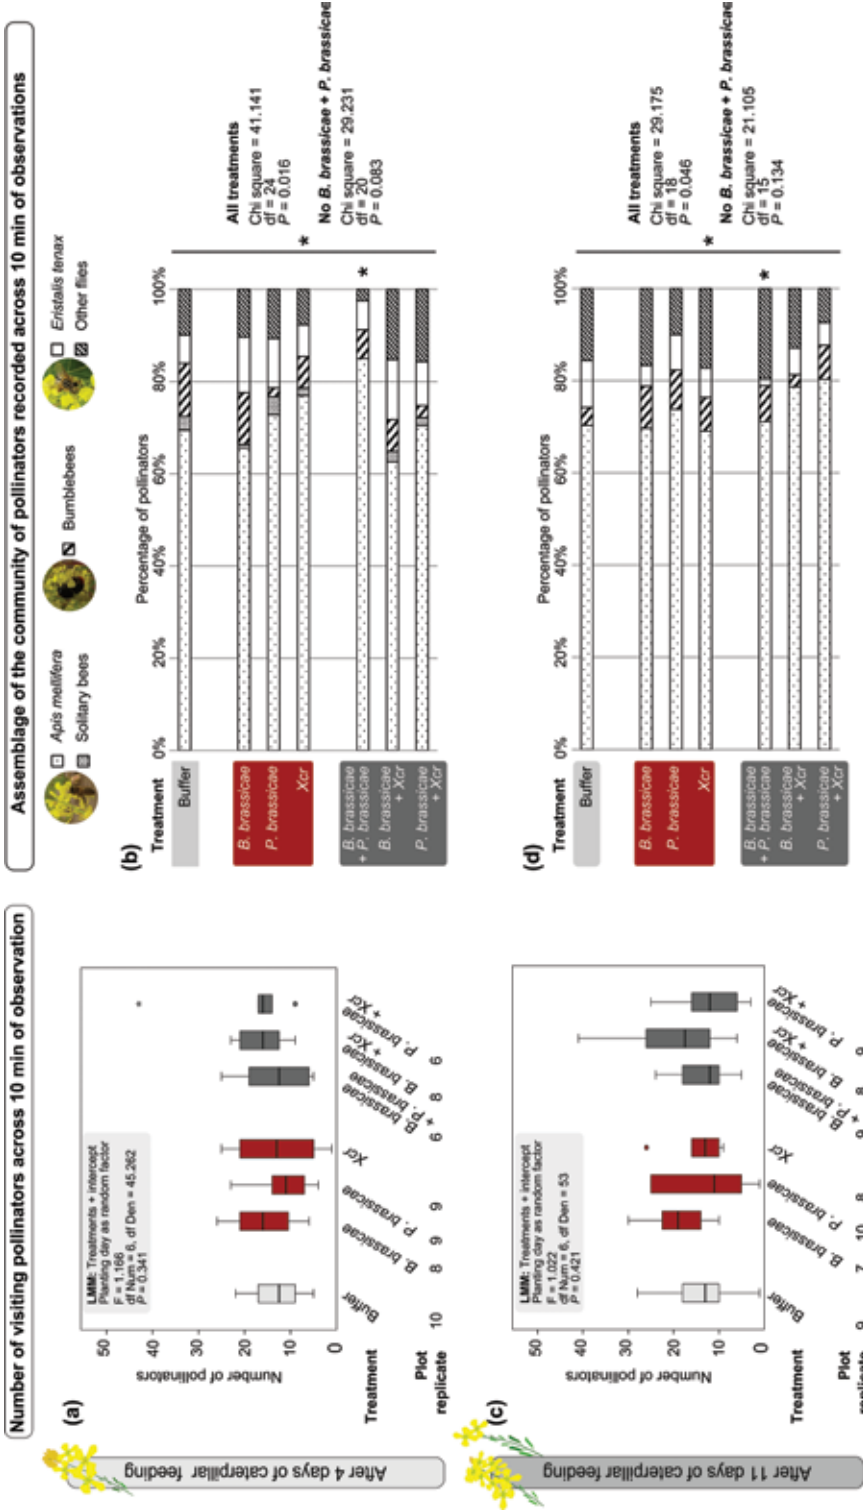 Number of visiting pollinators across 10 min of observation
Assemblage of the community of pollinators recorded across 10 min of observations
After 4 days of caterpillar feeding
(a)
LMM: Treatments + intercept
Planting day as random factor
F = 1.166
df Num = 6, df Den = 45.262
P = 0.341
Number of pollinators
50
40
30
20
10
0
Treatment
Buffer
B. brassicae
P. brassicae
Xcr
B. brassicae
+ P. brassicae
B. brassicae
+ Xcr
P. brassicae
+ Xcr
Plot
replicate
10
8
9
9
6
8
6
Apis mellifera
Solitary bees
Bumblebees
Eristalis tenax
Other flies
(b)
Treatment
Percentage of pollinators
0%
20%
40%
60%
80%
100%
Buffer
B. brassicae
P. brassicae
Xcr
B. brassicae
+ P. brassicae
B. brassicae
+ Xcr
P. brassicae
+ Xcr
*
*
All treatments
Chi square = 41.141
df = 24
P = 0.016
No B. brassicae + P. brassicae
Chi square = 29.231
df = 20
P = 0.083
After 11 days of caterpillar feeding
(c)
LMM: Treatments + intercept
Planting day as random factor
F = 1.022
df Num = 6, df Den = 53
P = 0.421
Number of pollinators
50
40
30
20
10
0
Treatment
Buffer
B. brassicae
P. brassicae
Xcr
B. brassicae
+ P. brassicae
B. brassicae
+ Xcr
P. brassicae
+ Xcr
Plot
replicate
9
7
10
8
9
8
9
(d)
Treatment
Percentage of pollinators
0%
20%
40%
60%
80%
100%
Buffer
B. brassicae
P. brassicae
Xcr
B. brassicae
+ P. brassicae
B. brassicae
+ Xcr
P. brassicae
+ Xcr
*
*
All treatments
Chi square = 29.175
df = 18
P = 0.046
No B. brassicae + P. brassicae
Chi square = 21.105
df = 15
P = 0.134